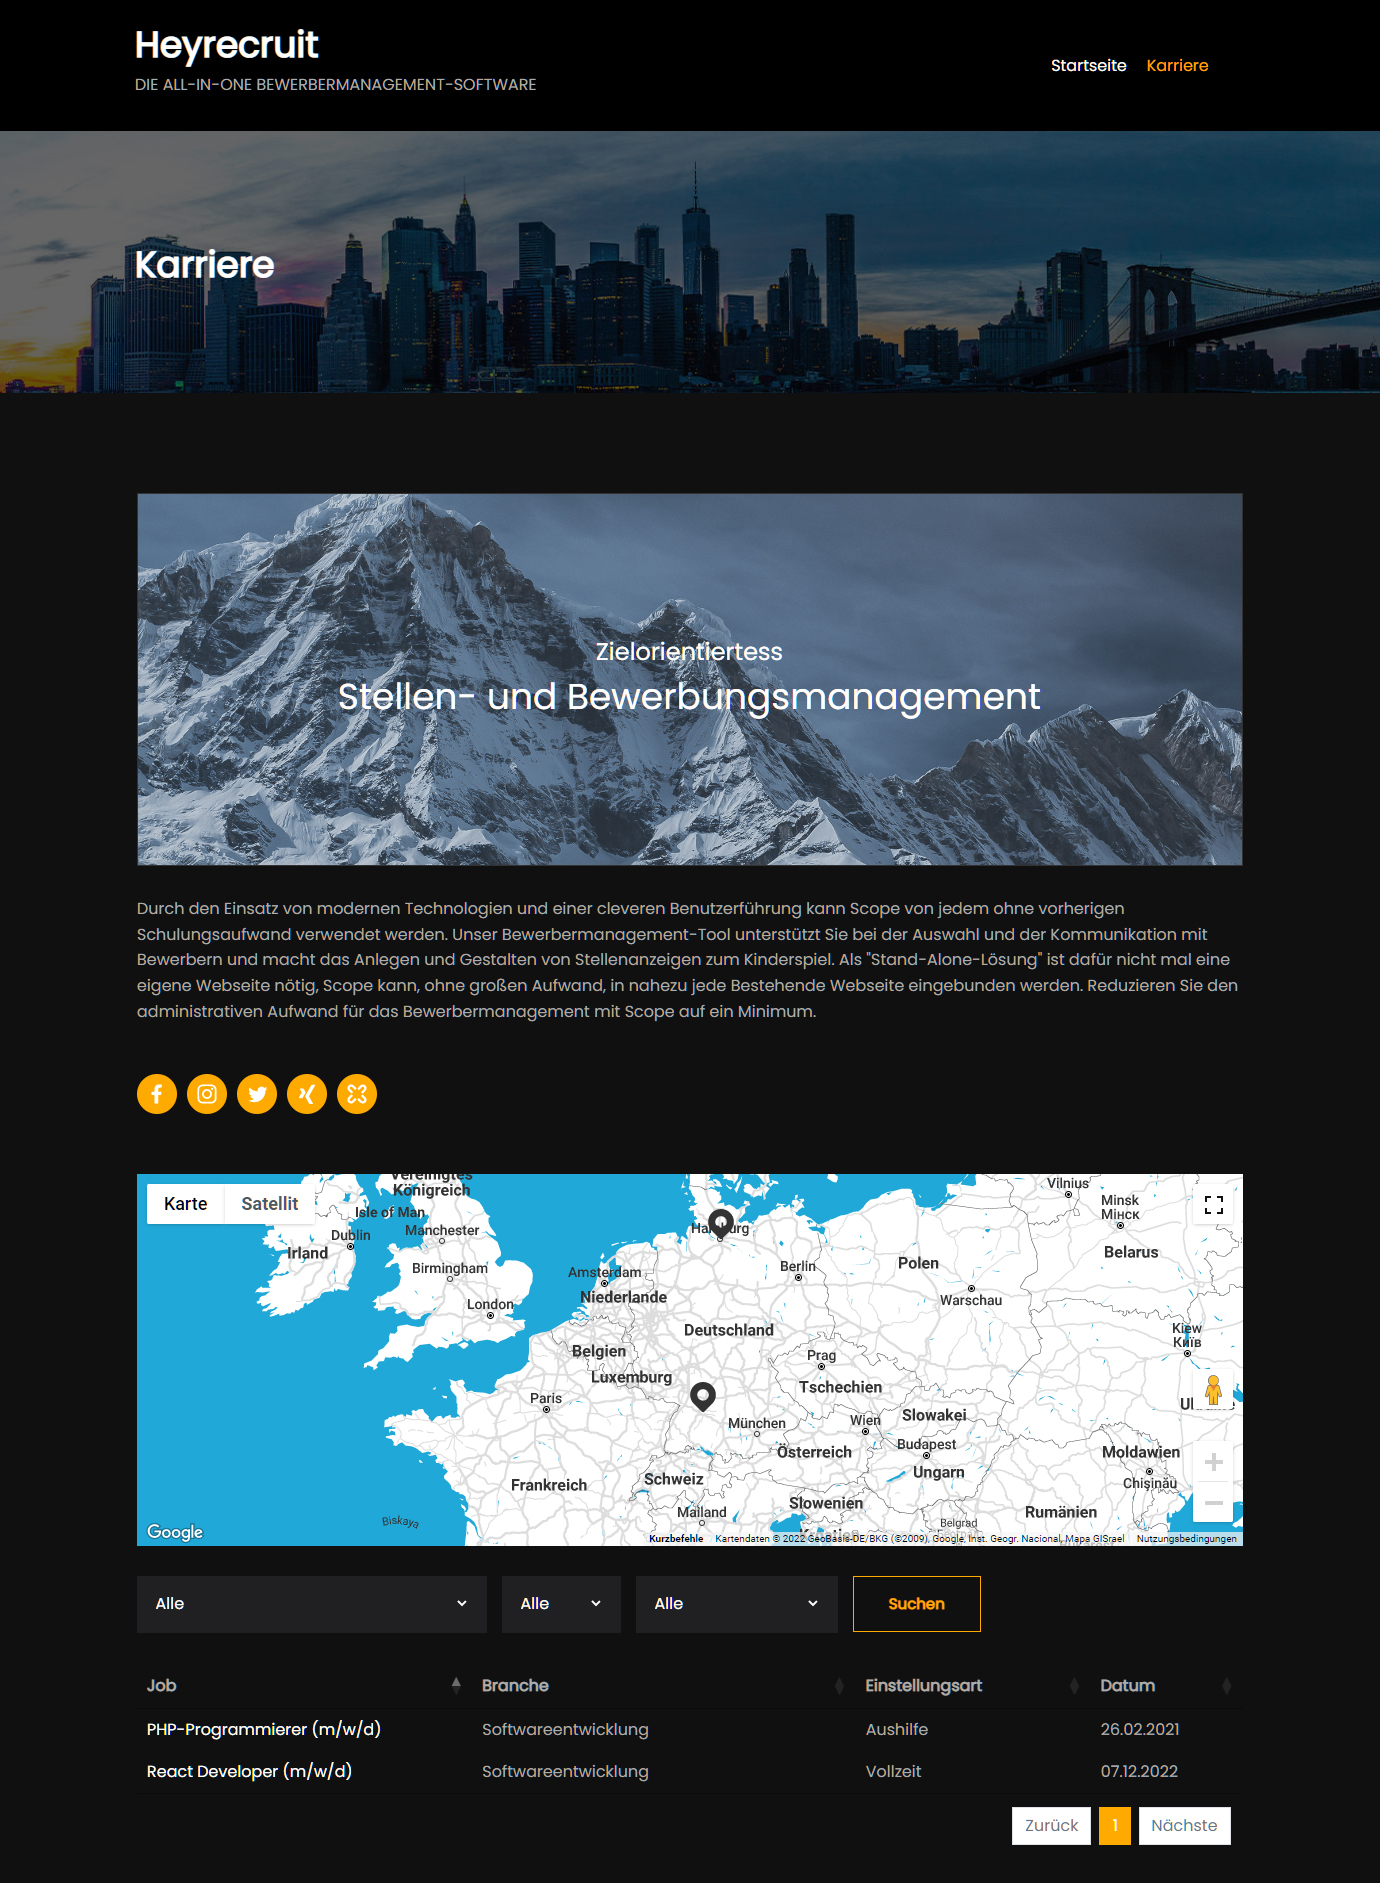 Heyrecruit
DIE ALL-IN-ONE BEWERBERMANAGEMENT-SOFTWARE
Startseite Karriere
Karriere
Zielorientiertess
Stellen- und Bewerbungsmanagement
Durch den Einsatz von modernen Technologien und einer cleveren Benutzerführung kann Scope von jedem ohne vorherigen
Schulungsaufwand verwendet werden. Unser Bewerbermanagement-Tool unterstützt Sie bei der Auswahl und der Kommunikation mit
Bewerbern und macht das Anlegen und Gestalten von Stellenanzeigen zum Kinderspiel. Als "Stand-Alone-Lösung" ist dafür nicht mal eine
eigene Webseite nötig, Scope kann, ohne großen Aufwand, in nahezu jede Bestehende Webseite eingebunden werden. Reduzieren Sie den
administrativen Aufwand für das Bewerbermanagement mit Scope auf ein Minimum.
Karte Satellit
Vereinigtes
Königreich
Isle of Man
Dublin
Manchester
Irland
Birmingham
London
Amsterdam
Niederlande
Berlin
Polen
Warschau
Vilnius
Minsk
Мінск
Belarus
Deutschland
Belgien
Luxemburg
Prag
Tschechien
Kiew
Київ
Paris
München
Wien
Slowakei
Budapest
Österreich
Ungarn
Moldawien
Chișinău
Frankreich
Schweiz
Mailand
Slowenien
Rumänien
Belgrad
Biskaya
Google
Kurzbefehle Kartendaten © 2022 GeoBasis-DE/BKG (©2009), Google, Inst. Geogr. Nacional, Mapa GISrael Nutzungsbedingungen
Alle Alle Alle Suchen
Job Branche Einstellungsart Datum
PHP-Programmierer (m/w/d) Softwareentwicklung Aushilfe 26.02.2021
React Developer (m/w/d) Softwareentwicklung Vollzeit 07.12.2022
Zurück 1 Nächste